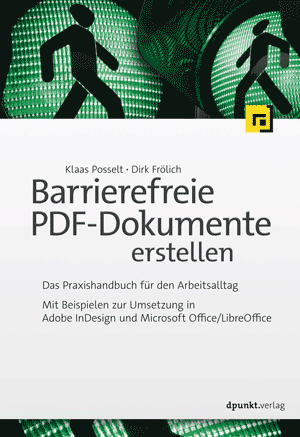 Klaas Posselt · Dirk Frölich
Barrierefreie
PDF-Dokumente
erstellen
Das Praxishandbuch für den Arbeitsalltag
Mit Beispielen zur Umsetzung in
Adobe InDesign und Microsoft Office/LibreOffice
dpunkt.verlag